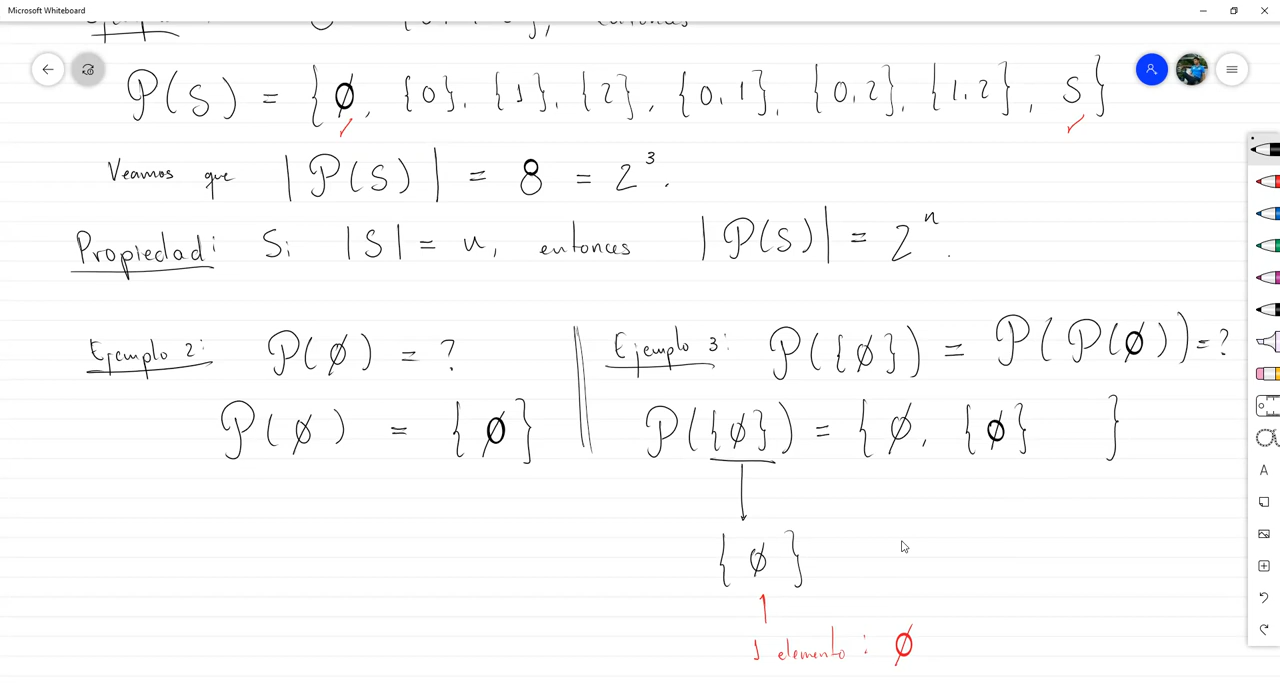 Microsoft Whiteboard
P(S) = {∅, {0}, {1}, {2}, {0,1}, {0,2}, {1,2}, S}
Veamos que |P(S)| = 8 = 2³.
Propiedad: Si |S| = n, entonces |P(S)| = 2ⁿ.
Ejemplo 2: P(∅) = ?
P(∅) = {∅}
Ejemplo 3: P({∅}) = P(P(∅)) = ?
P({∅}) = {∅, {∅} }
{∅}
1 elemento: ∅
A